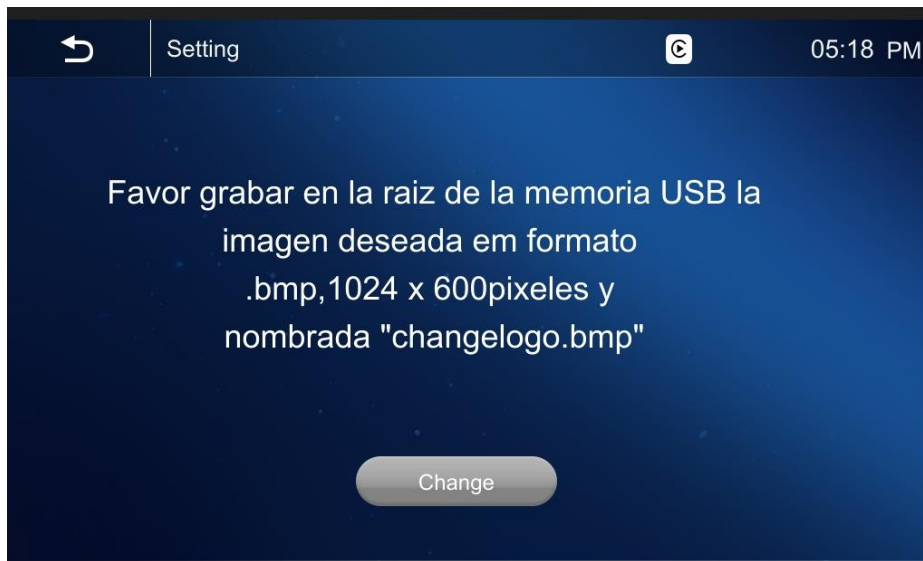 Setting
05:18 PM
Favor grabar en la raiz de la memoria USB la
imagen deseada em formato
.bmp,1024 x 600pixeles y
nombrada "changelogo.bmp"
Change